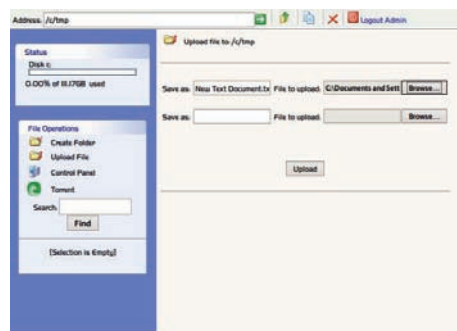 Address: /c/tmp
Logout Admin
Status
Disk c:
0.00% of 111.17GB used
File Operations
Create Folder
Upload File
Control Panel
Torrent
Search:
Find
[Selection is Empty]
Upload file to: /c/tmp
Save as: New Text Document.tx File to upload: C:\Documents and Sett Browse...
Save as: File to upload: Browse...
Upload